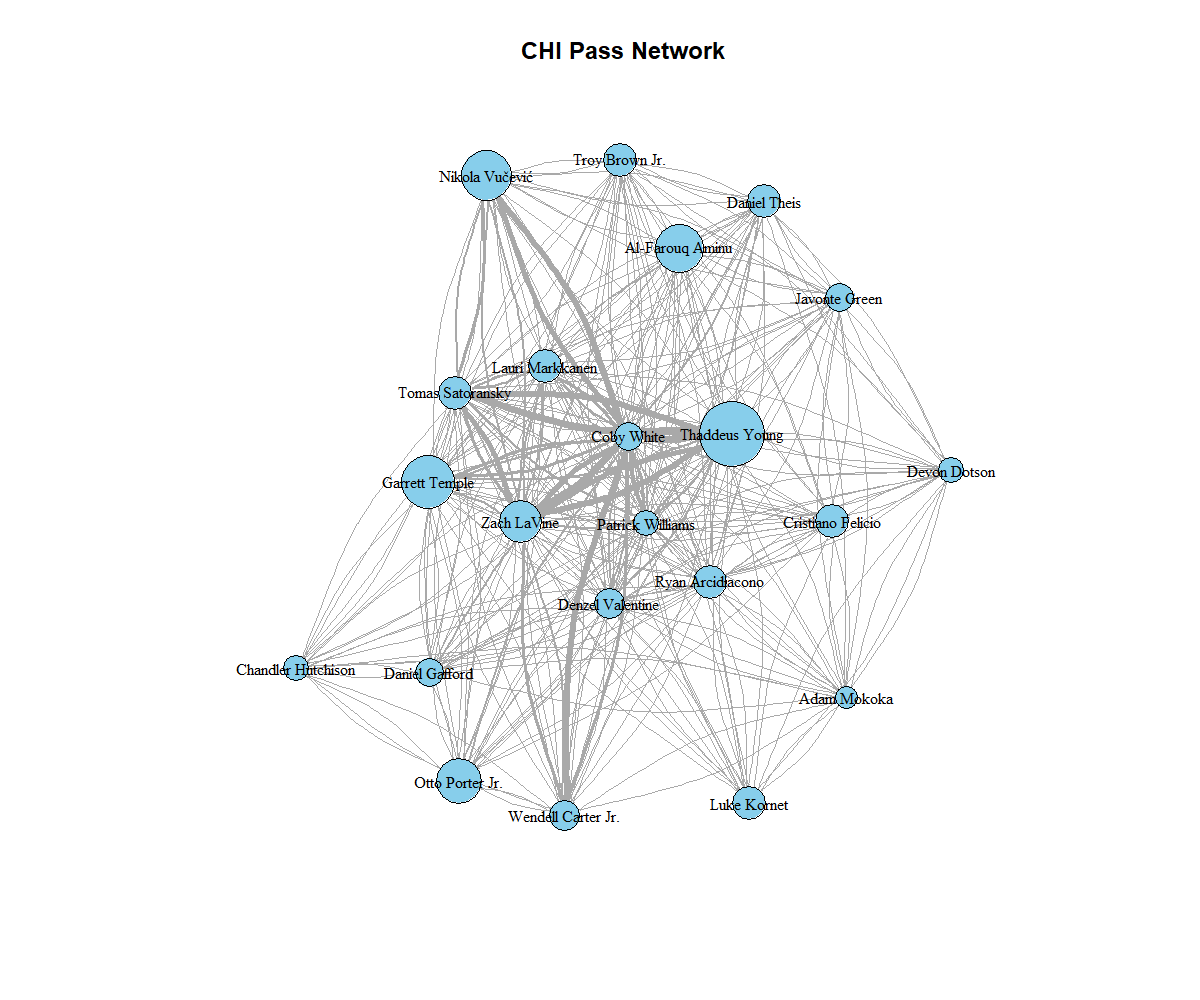 CHI Pass Network
Troy Brown Jr.
Nikola Vučević
Daniel Theis
Al-Farouq Aminu
Javonte Green
Lauri Markkanen
Tomas Satoransky
Coby White
Thaddeus Young
Devon Dotson
Garrett Temple
Zach LaVine
Patrick Williams
Cristiano Felicio
Ryan Arcidiacono
Denzel Valentine
Chandler Hutchison
Daniel Gafford
Adam Mokoka
Otto Porter Jr.
Luke Kornet
Wendell Carter Jr.